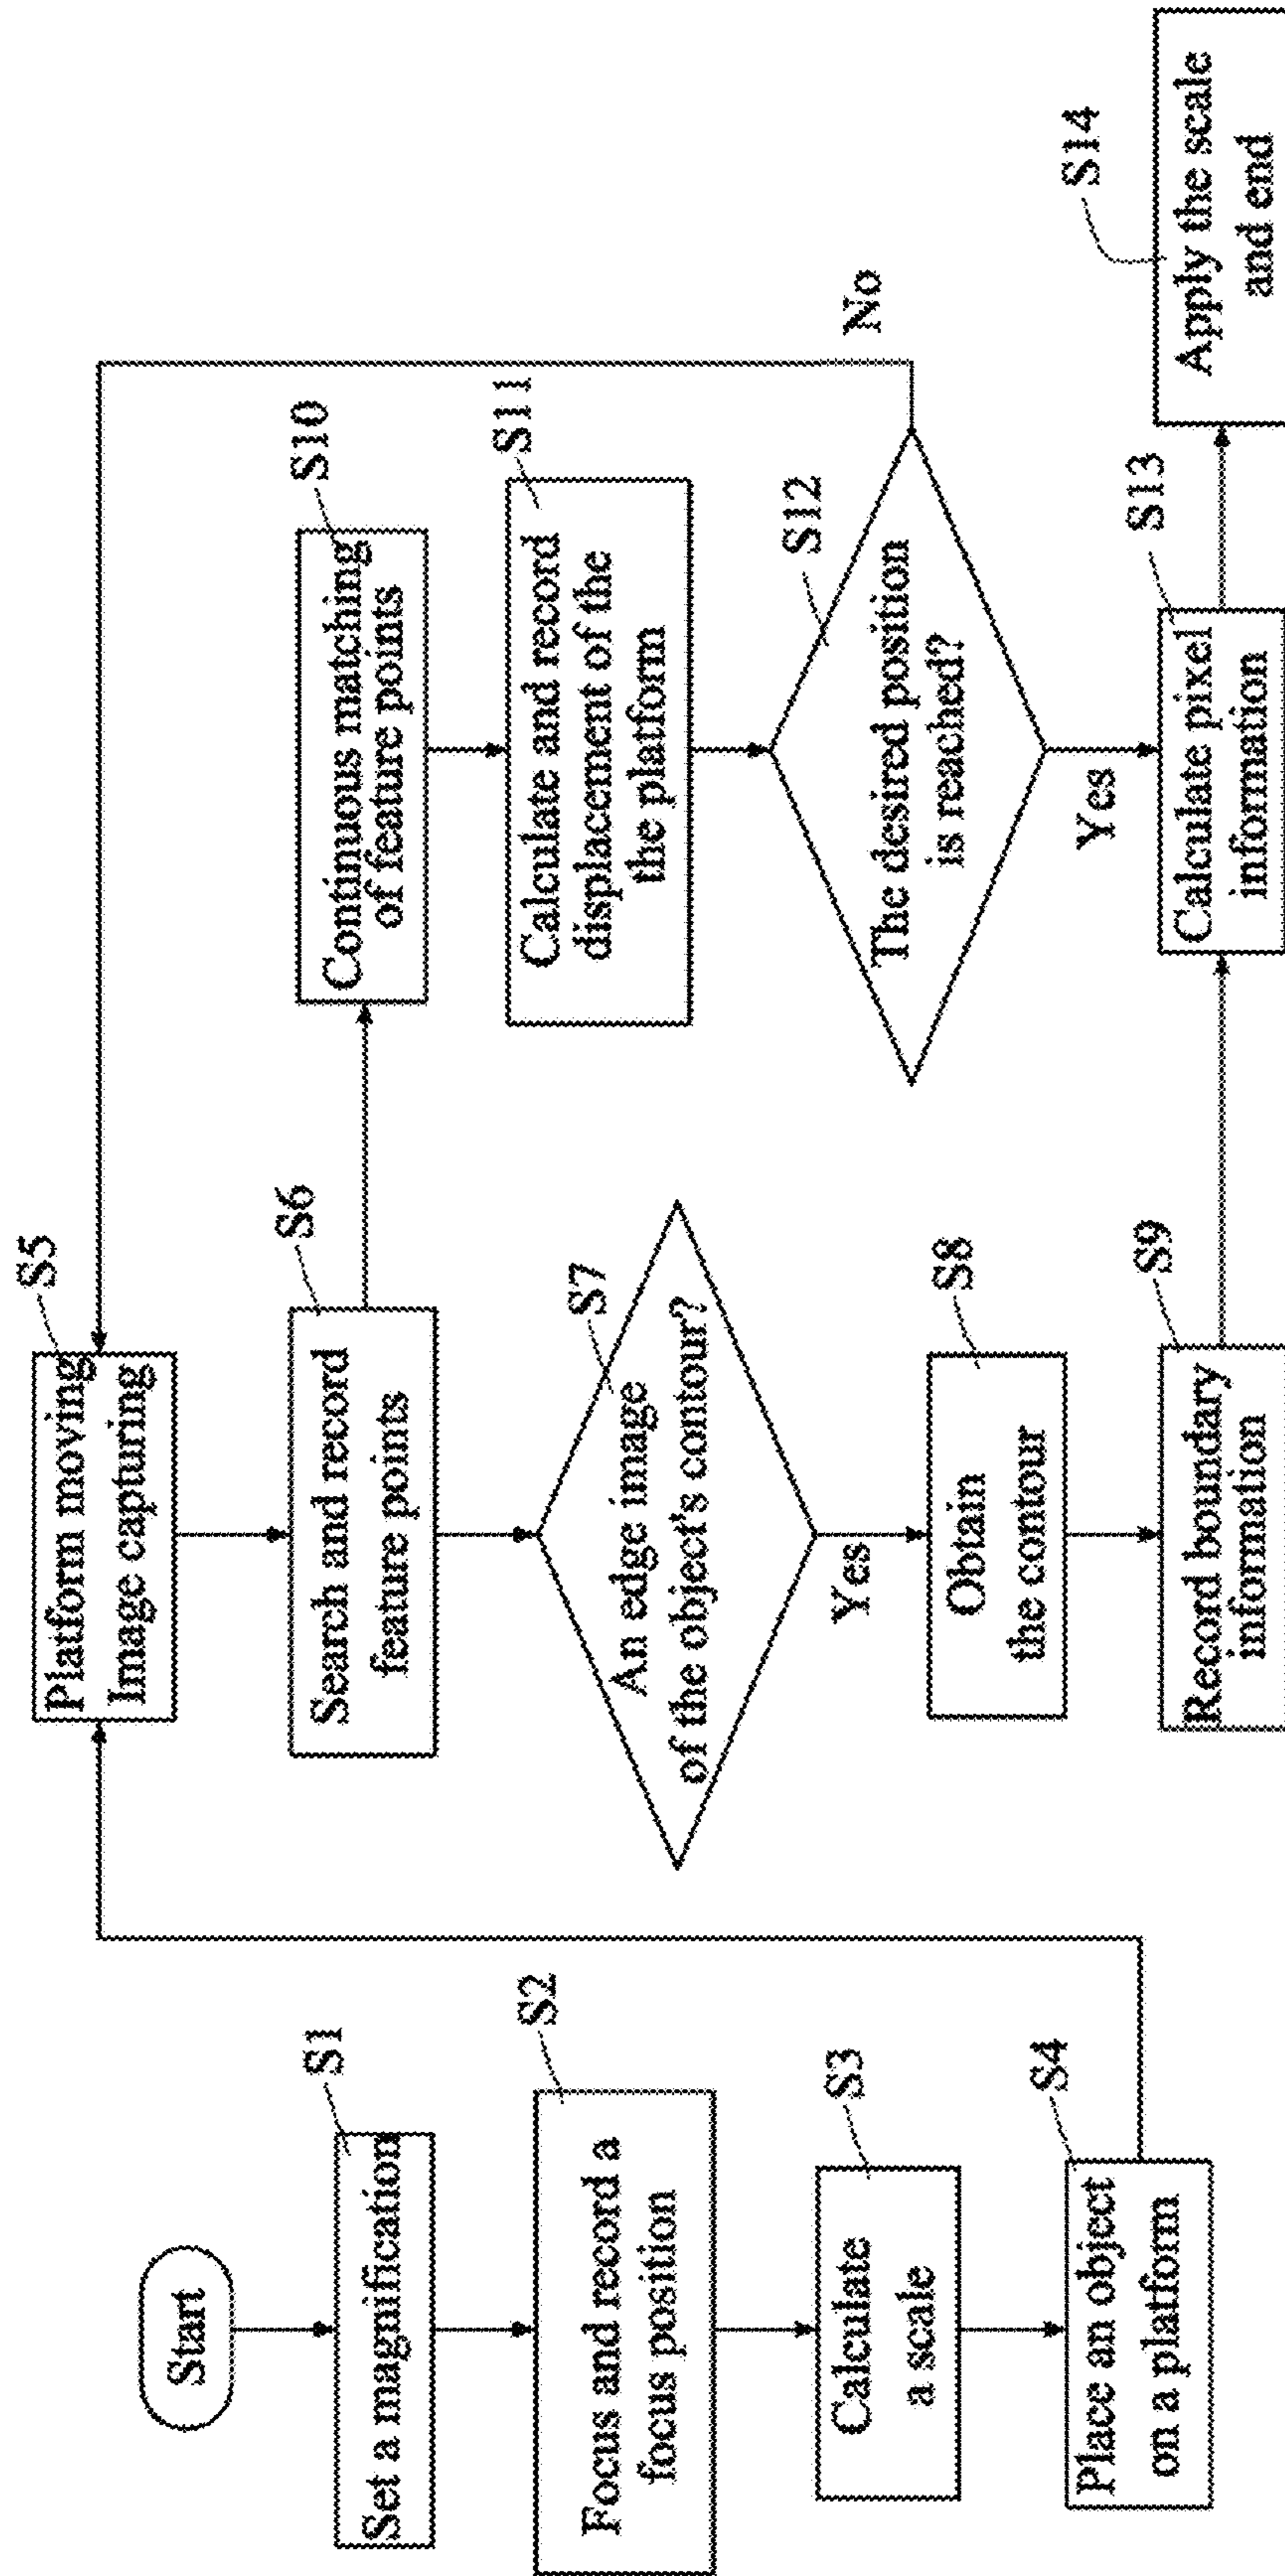 Start
Set a magnification
S1
Focus and record a
focus position
S2
Calculate
a scale
S3
Place an object
on a platform
S4
Platform moving
Image capturing
S5
Search and record
feature points
S6
An edge image
of the object's contour?
S7
Yes
Obtain
the contour
S8
Record boundary
information
S9
Continuous matching
of feature points
S10
Calculate and record
displacement of the
the platform
S11
The desired position
is reached?
S12
No
Yes
Calculate pixel
information
S13
Apply the scale
and end
S14